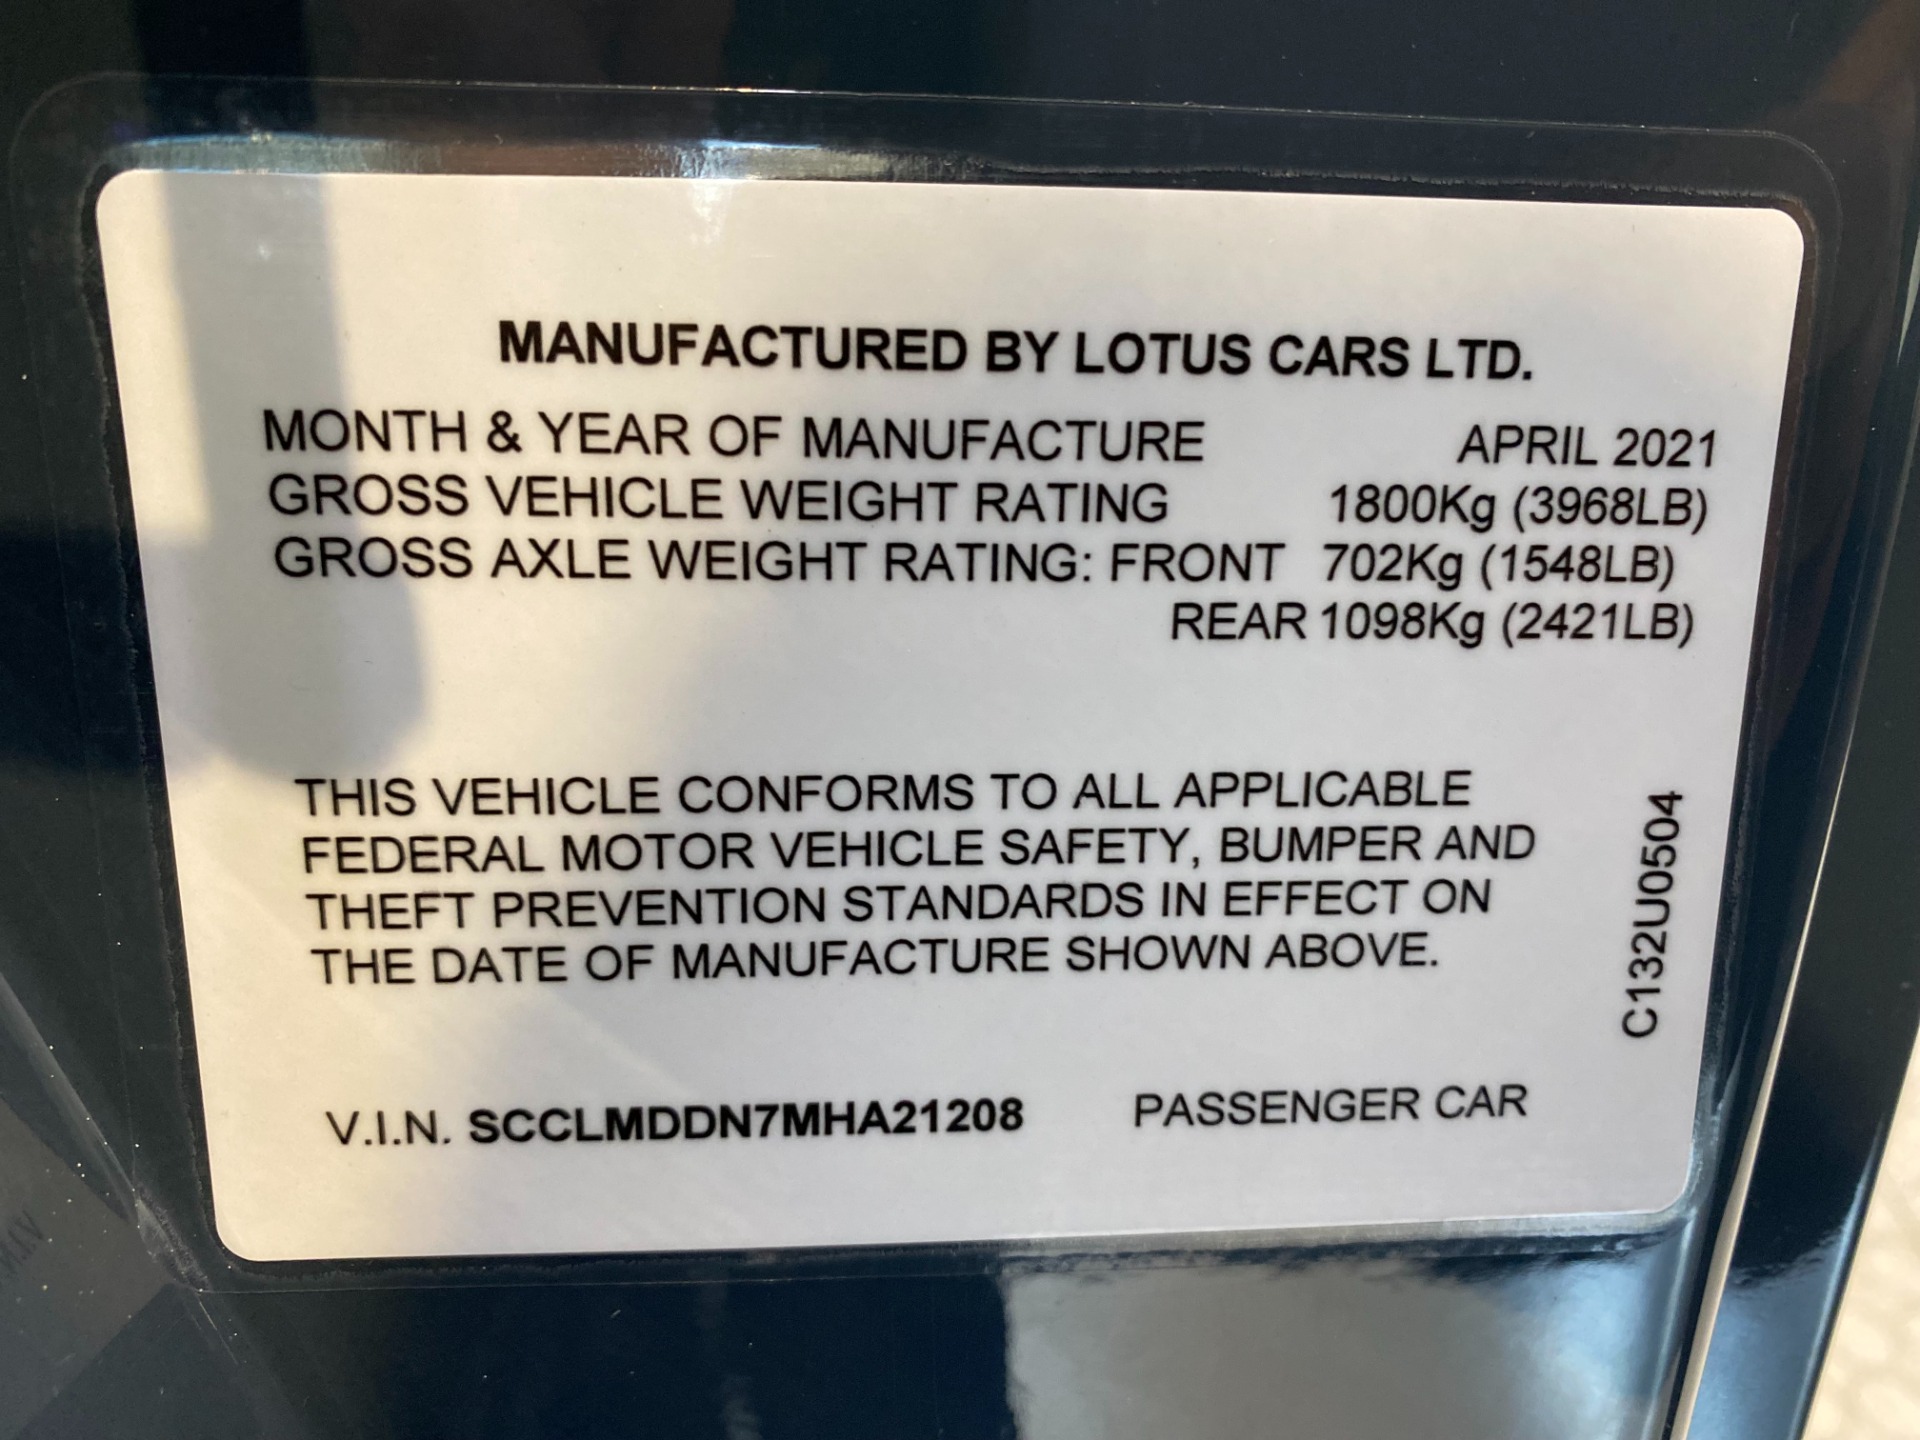 MANUFACTURED BY LOTUS CARS LTD.
MONTH & YEAR OF MANUFACTURE APRIL 2021
GROSS VEHICLE WEIGHT RATING 1800Kg (3968LB)
GROSS AXLE WEIGHT RATING: FRONT 702Kg (1548LB)
REAR 1098Kg (2421LB)
THIS VEHICLE CONFORMS TO ALL APPLICABLE
FEDERAL MOTOR VEHICLE SAFETY, BUMPER AND
THEFT PREVENTION STANDARDS IN EFFECT ON
THE DATE OF MANUFACTURE SHOWN ABOVE.
C132U0504
V.I.N. SCCLMDDN7MHA21208 PASSENGER CAR